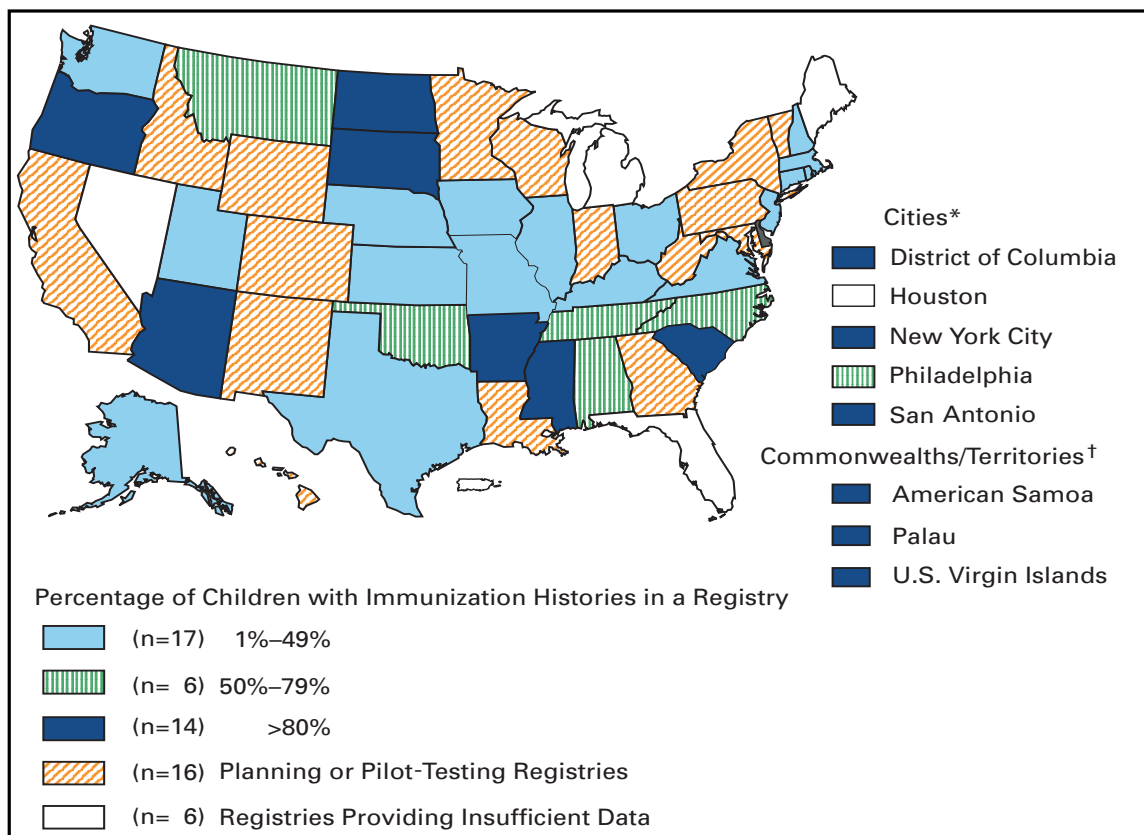 Cities*
District of Columbia
Houston
New York City
Philadelphia
San Antonio
Commonwealths/Territories†
American Samoa
Palau
U.S. Virgin Islands
Percentage of Children with Immunization Histories in a Registry
(n=17) 1%–49%
(n= 6) 50%–79%
(n=14) >80%
(n=16) Planning or Pilot-Testing Registries
(n= 6) Registries Providing Insufficient Data